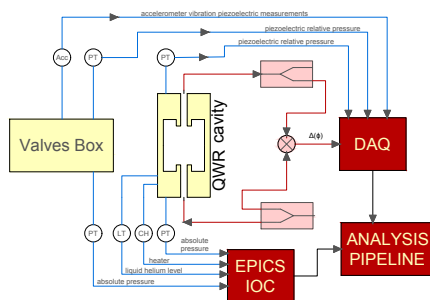 accelerometer vibration piezoelectric measurements
piezoelectric relative pressure
piezoelectric relative pressure
Acc
PT
PT
Valves Box
QWR cavity
Δ(ϕ)
DAQ
PT
LT
CH
PT
absolute
pressure
heater
liquid helium level
absolute pressure
EPICS
IOC
ANALYSIS
PIPELINE